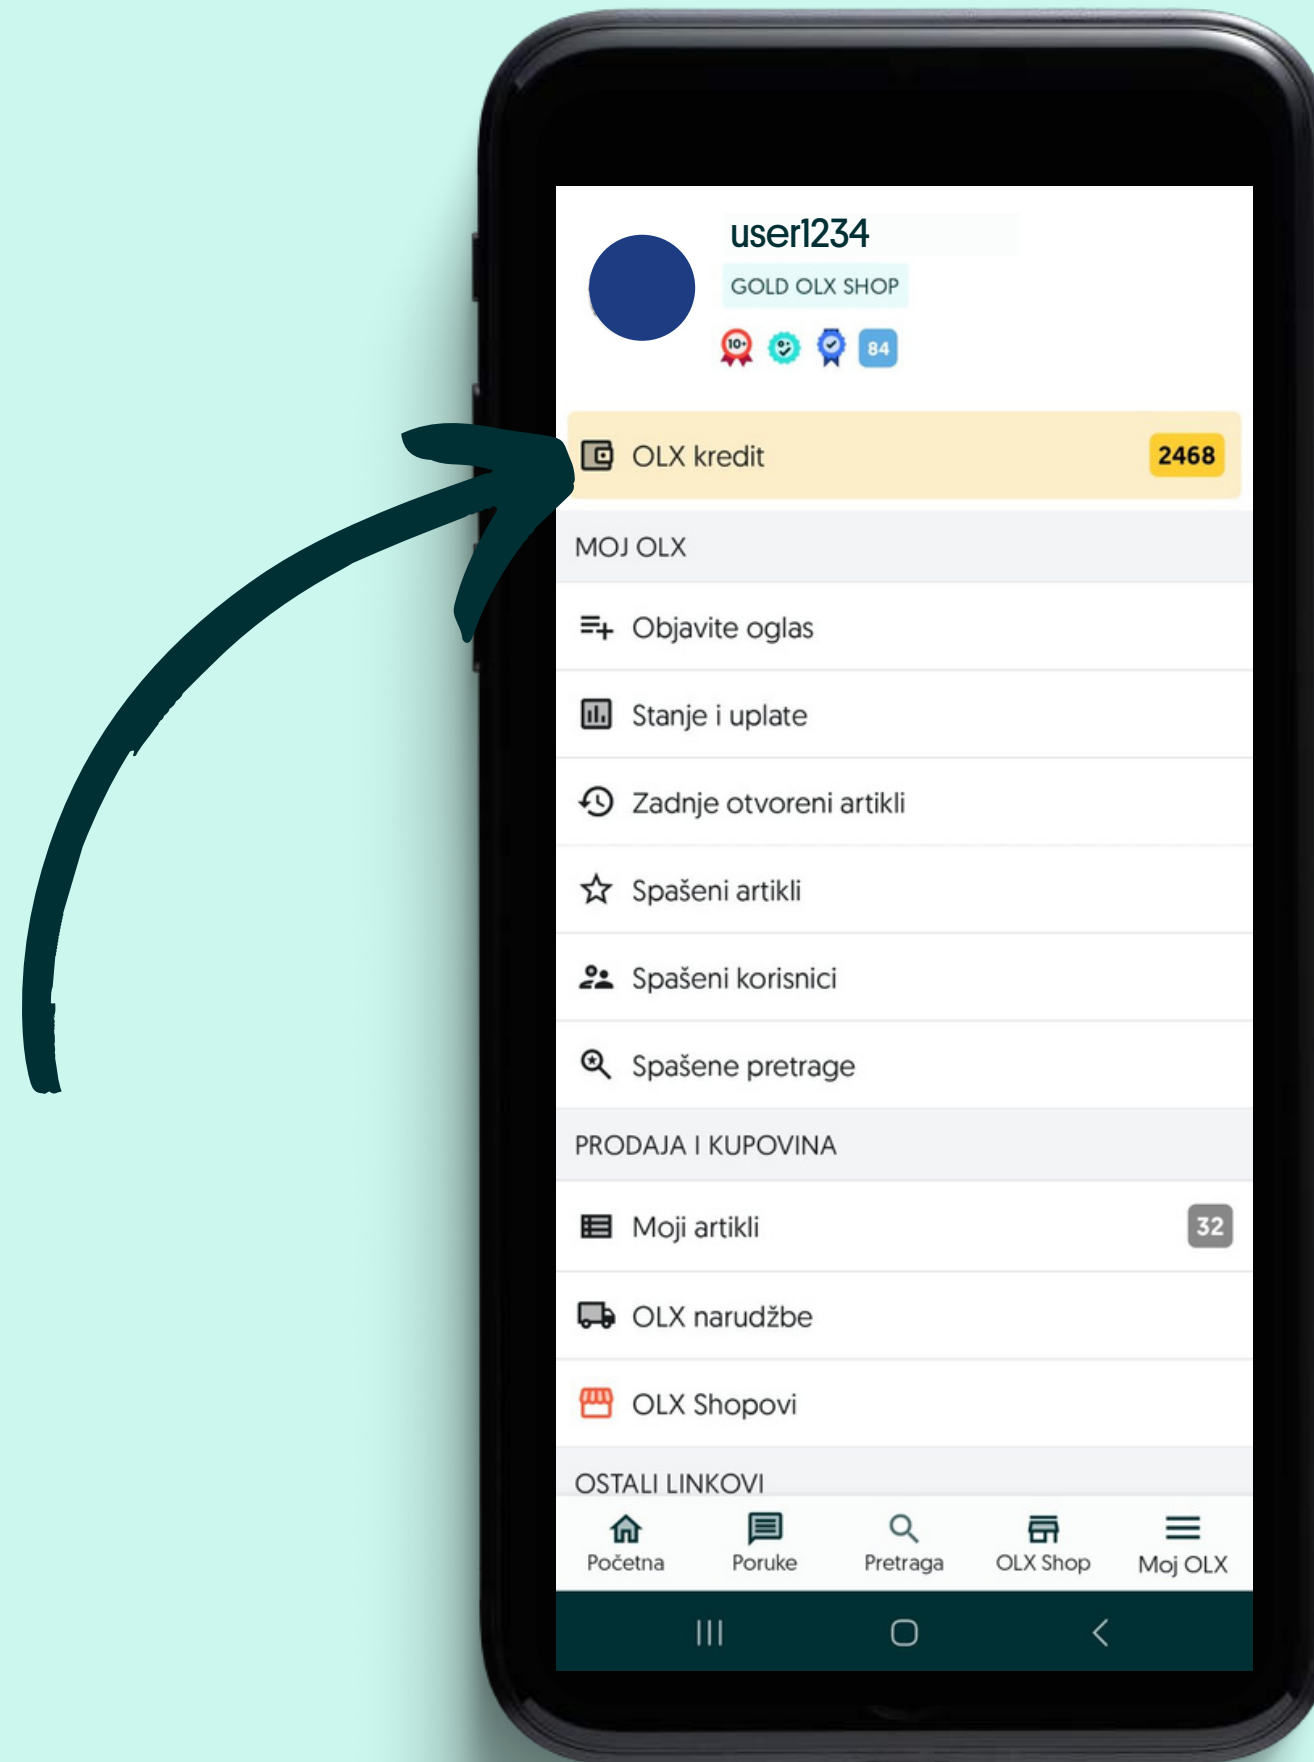 user1234
GOLD OLX SHOP
10+
84
OLX kredit
2468
MOJ OLX
Objavite oglas
Stanje i uplate
Zadnje otvoreni artikli
Spašeni artikli
Spašeni korisnici
Spašene pretrage
PRODAJA I KUPOVINA
Moji artikli
32
OLX narudžbe
OLX Shopovi
OSTALI LINKOVI
Početna
Poruke
Pretraga
OLX Shop
Moj OLX